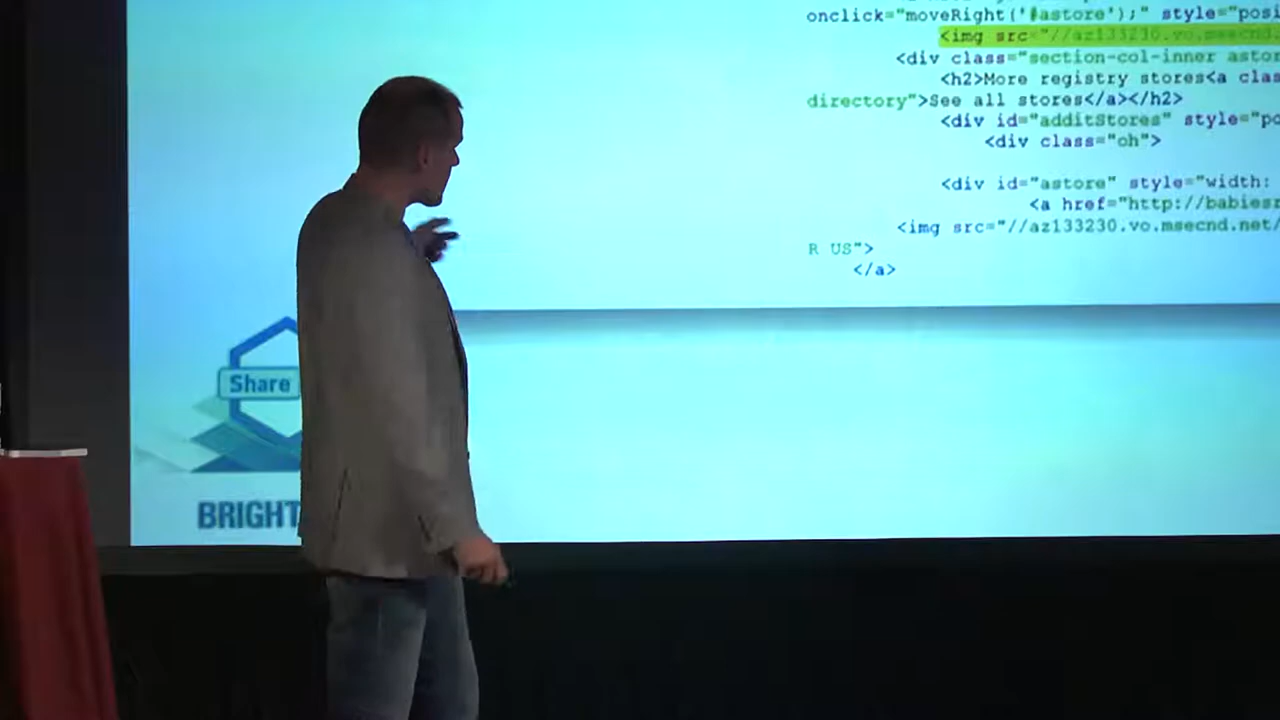 onclick="moveRight('#astore');" style="posi
<img src="//az133230.vo.msecnd.
<div class="section-col-inner astor
<h2>More registry stores<a clas
directory">See all stores</a></h2>
<div id="additStores" style="po
<div class="oh">
<div id="astore" style="width:
<a href="http://babiesr
<img src="//az133230.vo.msecnd.net/
R US">
</a>
Share
BRIGHT